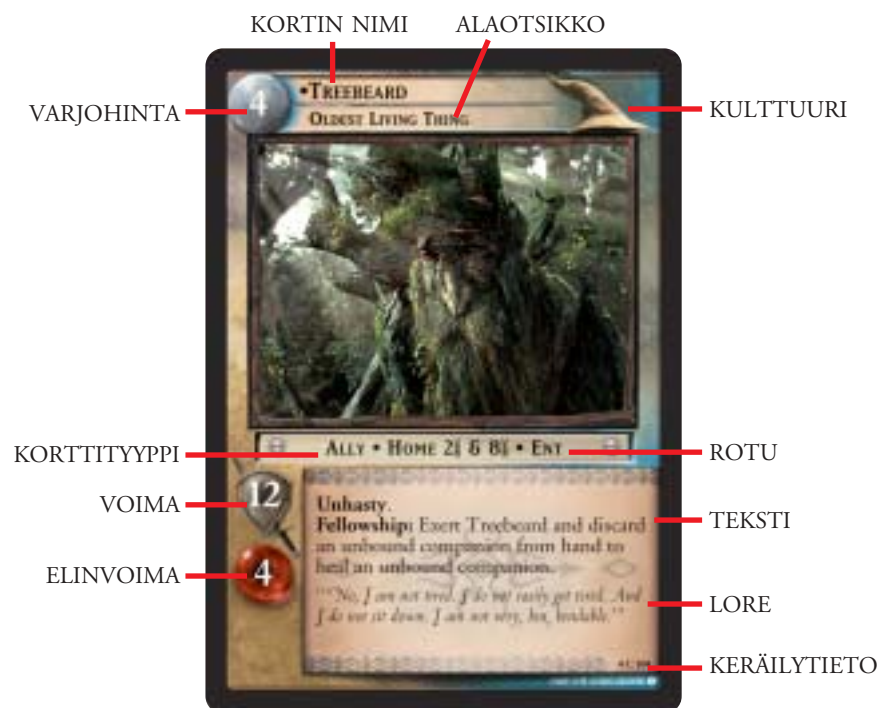 KORTIN NIMI
ALAOTSIKKO
VARJOHINTA
4
•TREEBEARD
OLDEST LIVING THING
KULTTUURI
KORTTITYYPPI
ALLY • HOME 2 & 8 • ENT
ROTU
VOIMA
12
Unhasty.
Fellowship: Exert Treebeard and discard
an unbound companion from hand to
heal an unbound companion.
TEKSTI
ELINVOIMA
4
"'No, I am not tired. I do not easily get tired. And
I do not sit down. I am not very, hm, bendable.'"
LORE
KERÄILYTIETO